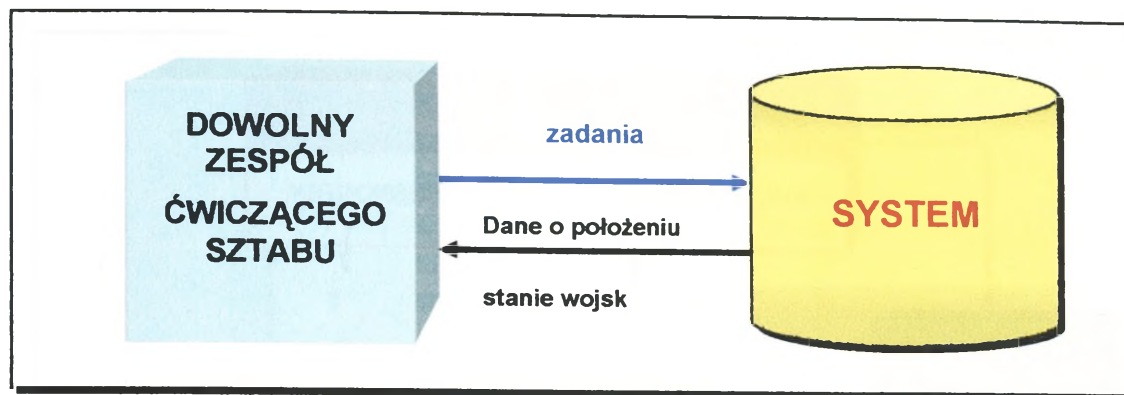 DOWOLNY
ZESPÓŁ
ĆWICZĄCEGO
SZTABU
zadania
Dane o położeniu
stanie wojsk
SYSTEM